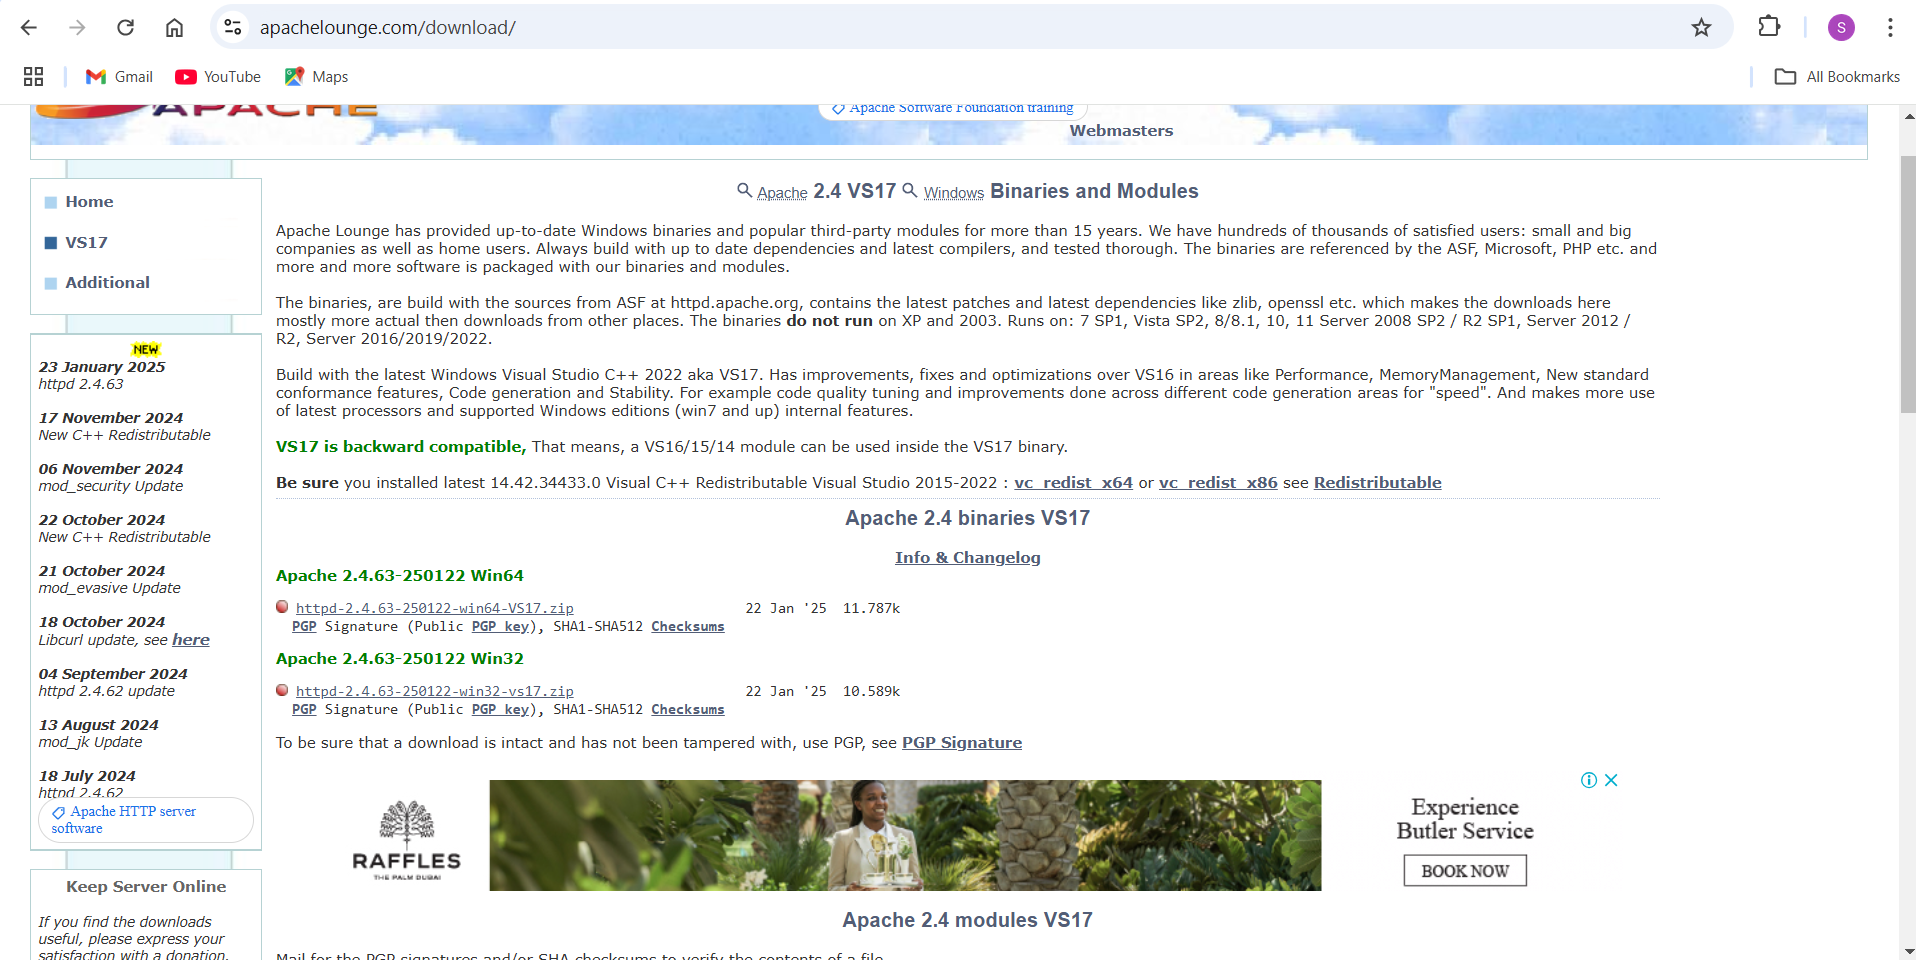 apachelounge.com/download/
S
Gmail
YouTube
Maps
All Bookmarks
APACHE
Apache Software Foundation training
Webmasters
Home
VS17
Additional
NEW
23 January 2025
httpd 2.4.63
17 November 2024
New C++ Redistributable
06 November 2024
mod_security Update
22 October 2024
New C++ Redistributable
21 October 2024
mod_evasive Update
18 October 2024
Libcurl update, see here
04 September 2024
httpd 2.4.62 update
13 August 2024
mod_jk Update
18 July 2024
httpd 2.4.62
Apache HTTP server
software
Keep Server Online
If you find the downloads
useful, please express your
satisfaction with a donation.
Apache 2.4 VS17 Windows Binaries and Modules
Apache Lounge has provided up-to-date Windows binaries and popular third-party modules for more than 15 years. We have hundreds of thousands of satisfied users: small and big
companies as well as home users. Always build with up to date dependencies and latest compilers, and tested thorough. The binaries are referenced by the ASF, Microsoft, PHP etc. and
more and more software is packaged with our binaries and modules.
The binaries, are build with the sources from ASF at httpd.apache.org, contains the latest patches and latest dependencies like zlib, openssl etc. which makes the downloads here
mostly more actual then downloads from other places. The binaries do not run on XP and 2003. Runs on: 7 SP1, Vista SP2, 8/8.1, 10, 11 Server 2008 SP2 / R2 SP1, Server 2012 /
R2, Server 2016/2019/2022.
Build with the latest Windows Visual Studio C++ 2022 aka VS17. Has improvements, fixes and optimizations over VS16 in areas like Performance, MemoryManagement, New standard
conformance features, Code generation and Stability. For example code quality tuning and improvements done across different code generation areas for "speed". And makes more use
of latest processors and supported Windows editions (win7 and up) internal features.
VS17 is backward compatible, That means, a VS16/15/14 module can be used inside the VS17 binary.
Be sure you installed latest 14.42.34433.0 Visual C++ Redistributable Visual Studio 2015-2022 : vc_redist_x64 or vc_redist_x86 see Redistributable
Apache 2.4 binaries VS17
Info & Changelog
Apache 2.4.63-250122 Win64
httpd-2.4.63-250122-win64-VS17.zip 22 Jan '25 11.787k
PGP Signature (Public PGP key), SHA1-SHA512 Checksums
Apache 2.4.63-250122 Win32
httpd-2.4.63-250122-win32-vs17.zip 22 Jan '25 10.589k
PGP Signature (Public PGP key), SHA1-SHA512 Checksums
To be sure that a download is intact and has not been tampered with, use PGP, see PGP Signature
RAFFLES
THE PALM DUBAI
Experience
Butler Service
BOOK NOW
Apache 2.4 modules VS17
Mail for the PGP signatures and/or SHA checksums to verify the contents of a file.